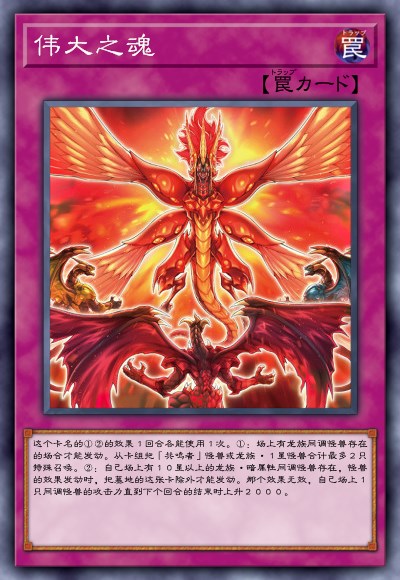 伟大之魂
トラップ
罠
トラップ
【罠カード】
这个卡名的①②的效果1回合各能使用1次。①:场上有龙族同调怪兽存在
的场合才能发动。从卡组把「共鸣者」怪兽或龙族·1星怪兽合计最多2只
特殊召唤。②:自己场上有10星以上的龙族·暗属性同调怪兽存在,怪兽
的效果发动时,把墓地的这张卡除外才能发动。那个效果无效,自己场上1
只同调怪兽的攻击力直到下个回合的结束时上升2000。